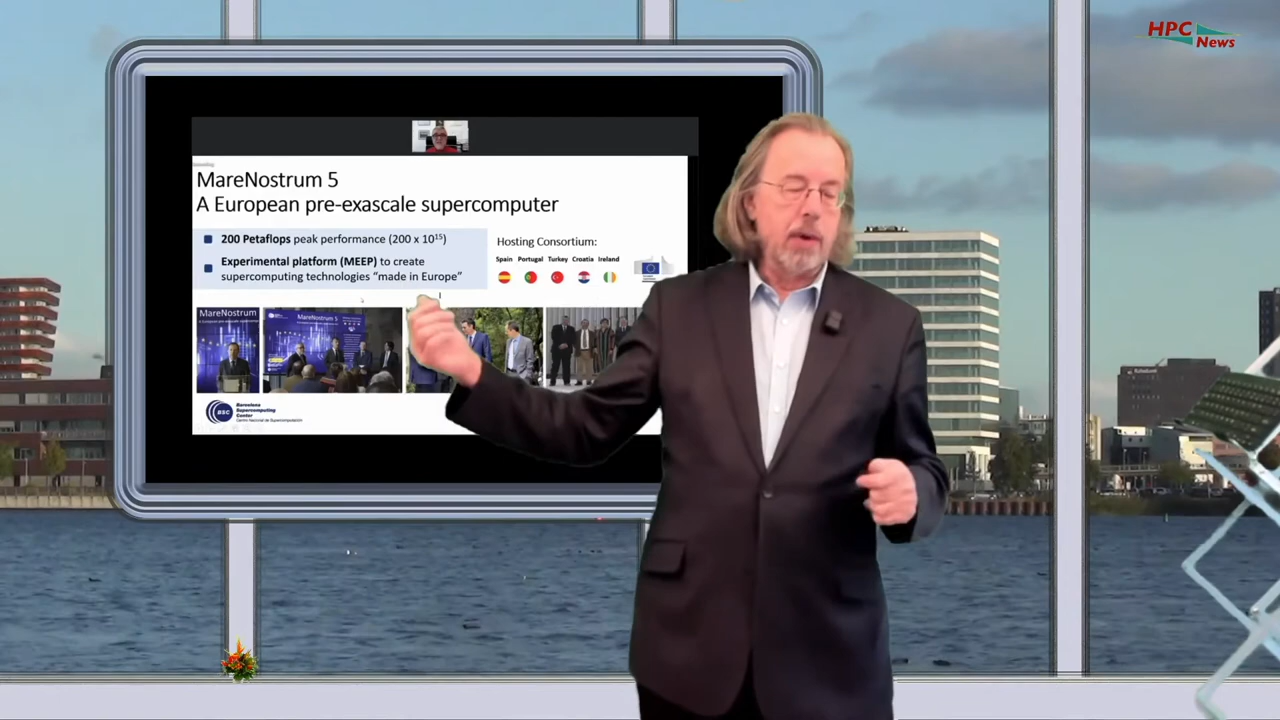 HPC
News
MareNostrum 5
A European pre-exascale supercomputer
200 Petaflops peak performance (200 x 10¹⁵)
Experimental platform (MEEP) to create
supercomputing technologies "made in Europe"
Hosting Consortium:
Spain Portugal Turkey Croatia Ireland
MareNostrum
MareNostrum 5
BSC
Barcelona
Supercomputing
Center
Centro Nacional de Supercomputación